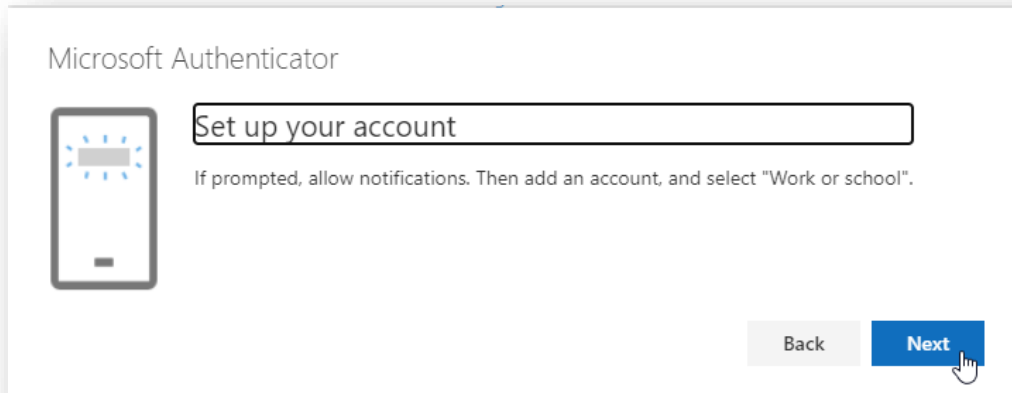 Microsoft Authenticator
Set up your account
If prompted, allow notifications. Then add an account, and select "Work or school".
Back
Next